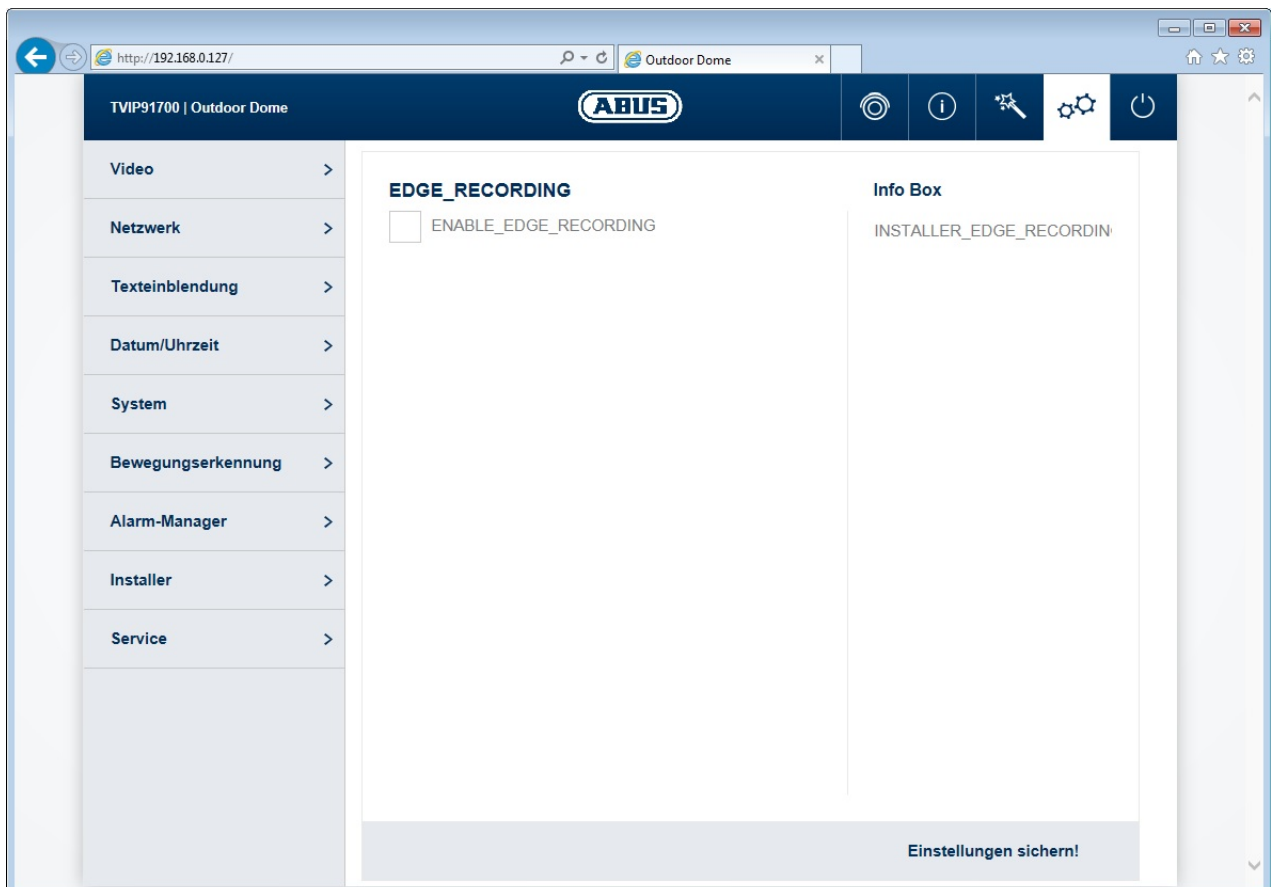 http://192.168.0.127/
Outdoor Dome
TVIP91700 | Outdoor Dome
ABUS
Video
Netzwerk
Texteinblendung
Datum/Uhrzeit
System
Bewegungserkennung
Alarm-Manager
Installer
Service
EDGE_RECORDING
ENABLE_EDGE_RECORDING
Info Box
INSTALLER_EDGE_RECORDIN
Einstellungen sichern!